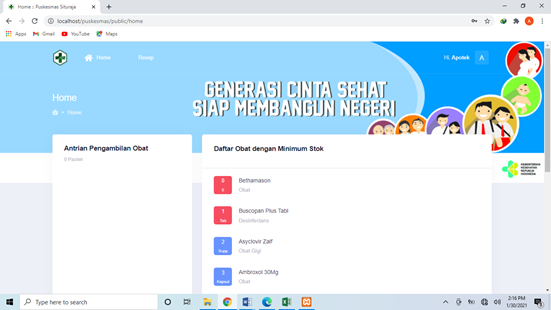 Home :: Puskesmas Situraja
localhost/puskesmas/public/home
Apps
Gmail
YouTube
Maps
Home
Resep
Hi, Apotek
A
GENERASI CINTA SEHAT
SIAP MEMBANGUN NEGERI
Home
Home
Antrian Pengambilan Obat
0 Pasien
Daftar Obat dengan Minimum Stok
KEMENTERIAN
KESEHATAN
REPUBLIK
INDONESIA
0
Bethamason
Obat
1
Buscopan Plus Tabl
Desinfectans
2
Asyclovir Zalf
Obat Gigi
3
Kapsul
Ambroxol 30Mg
Obat
Type here to search
2:16 PM
1/30/2021